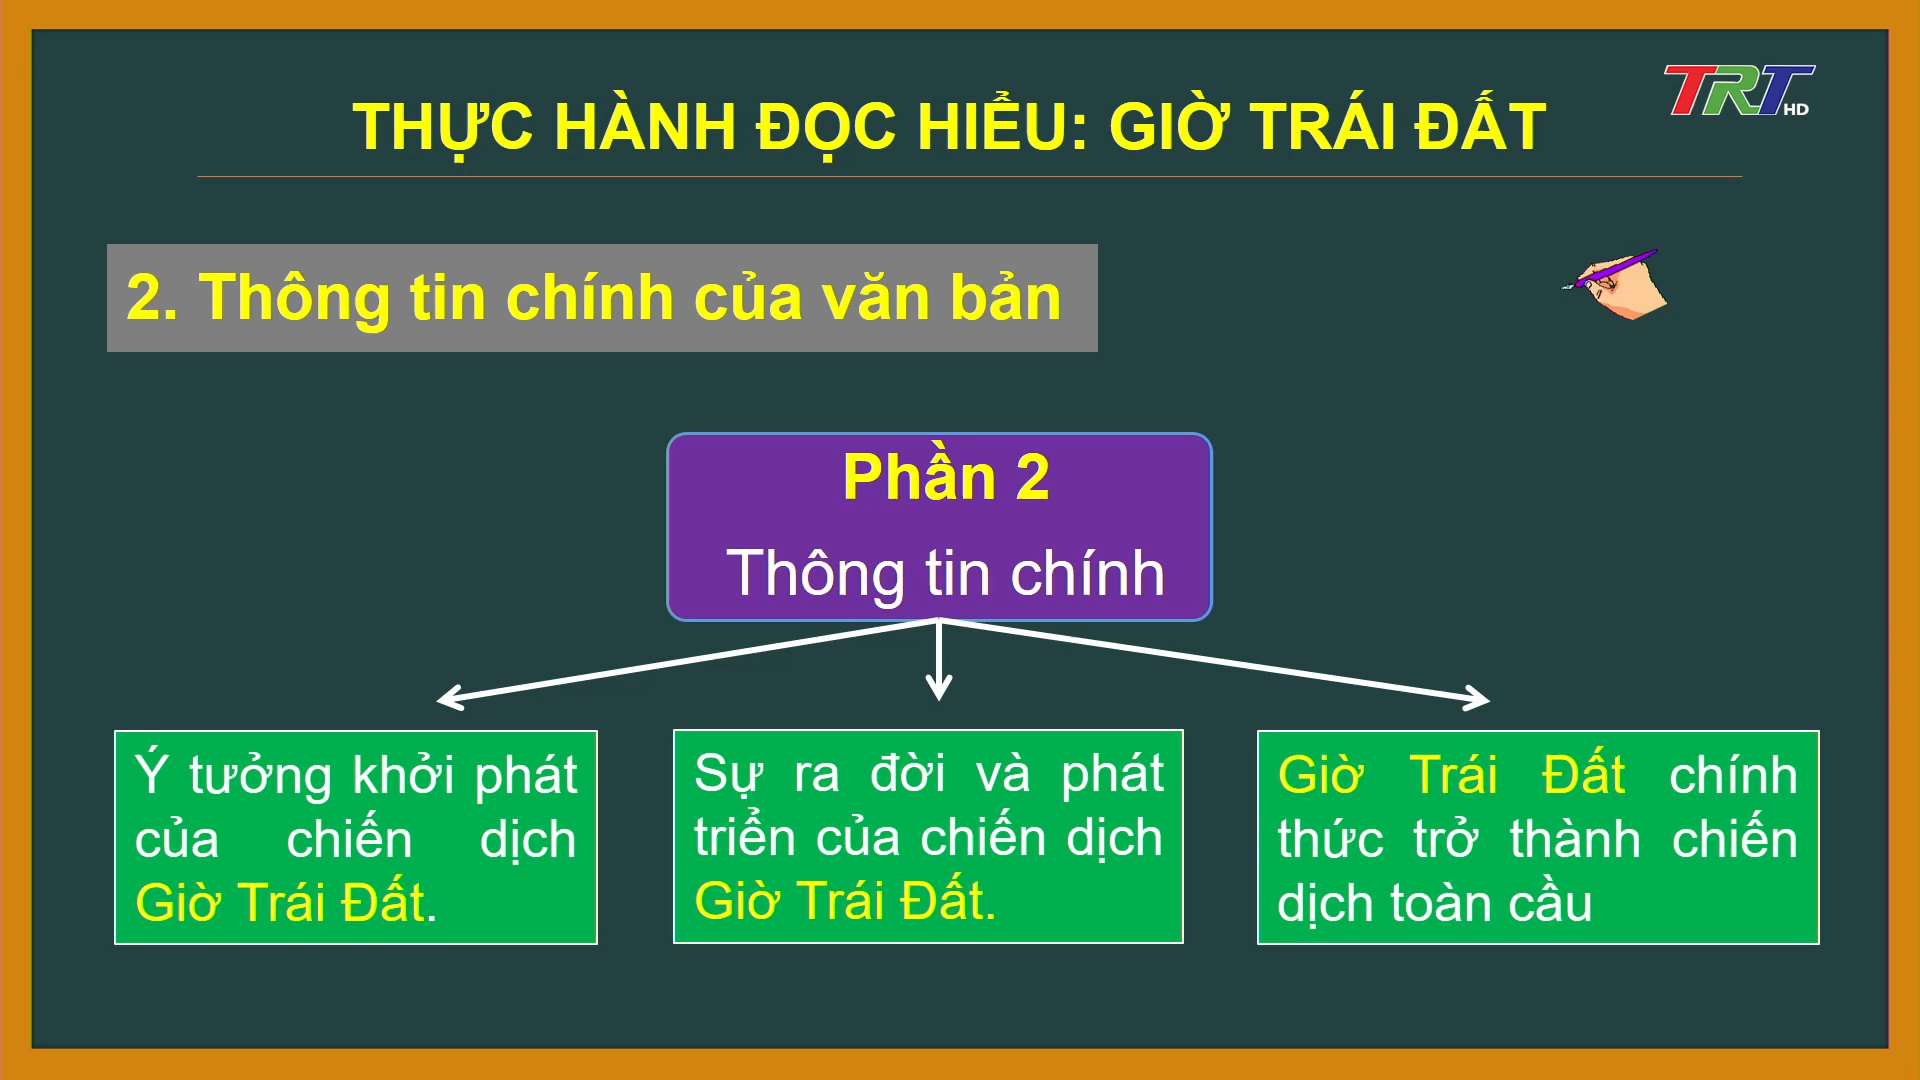 THỰC HÀNH ĐỌC HIỂU: GIỜ TRÁI ĐẤT
TRT HD
2. Thông tin chính của văn bản
Phần 2
Thông tin chính
Ý tưởng khởi phát
của chiến dịch
Giờ Trái Đất.
Sự ra đời và phát
triển của chiến dịch
Giờ Trái Đất.
Giờ Trái Đất chính
thức trở thành chiến
dịch toàn cầu